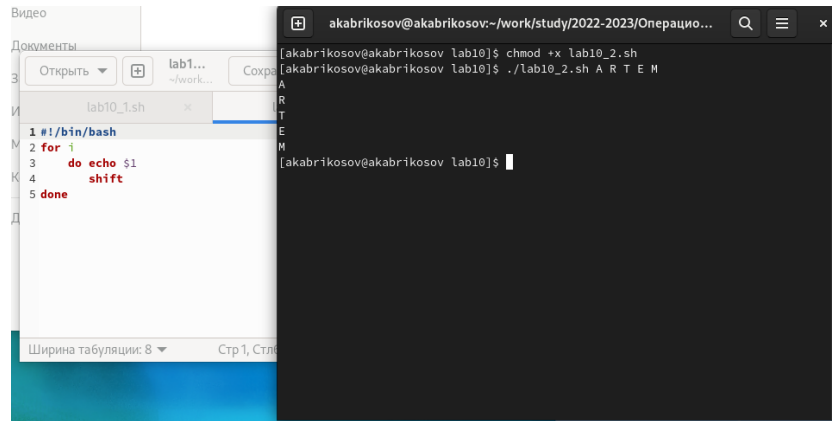 Видео
Документы
З
И
М
К
Д
Открыть
lab1...
~/work...
Сохра
lab10_1.sh
×
1 #!/bin/bash
2 for i
3 do echo $1
4 shift
5 done
Ширина табуляции: 8
Стр 1, Стлб
akabrikosov@akabrikosov:~/work/study/2022-2023/Операцио...
×
[akabrikosov@akabrikosov lab10]$ chmod +x lab10_2.sh
[akabrikosov@akabrikosov lab10]$ ./lab10_2.sh A R T E M
A
R
T
E
M
[akabrikosov@akabrikosov lab10]$